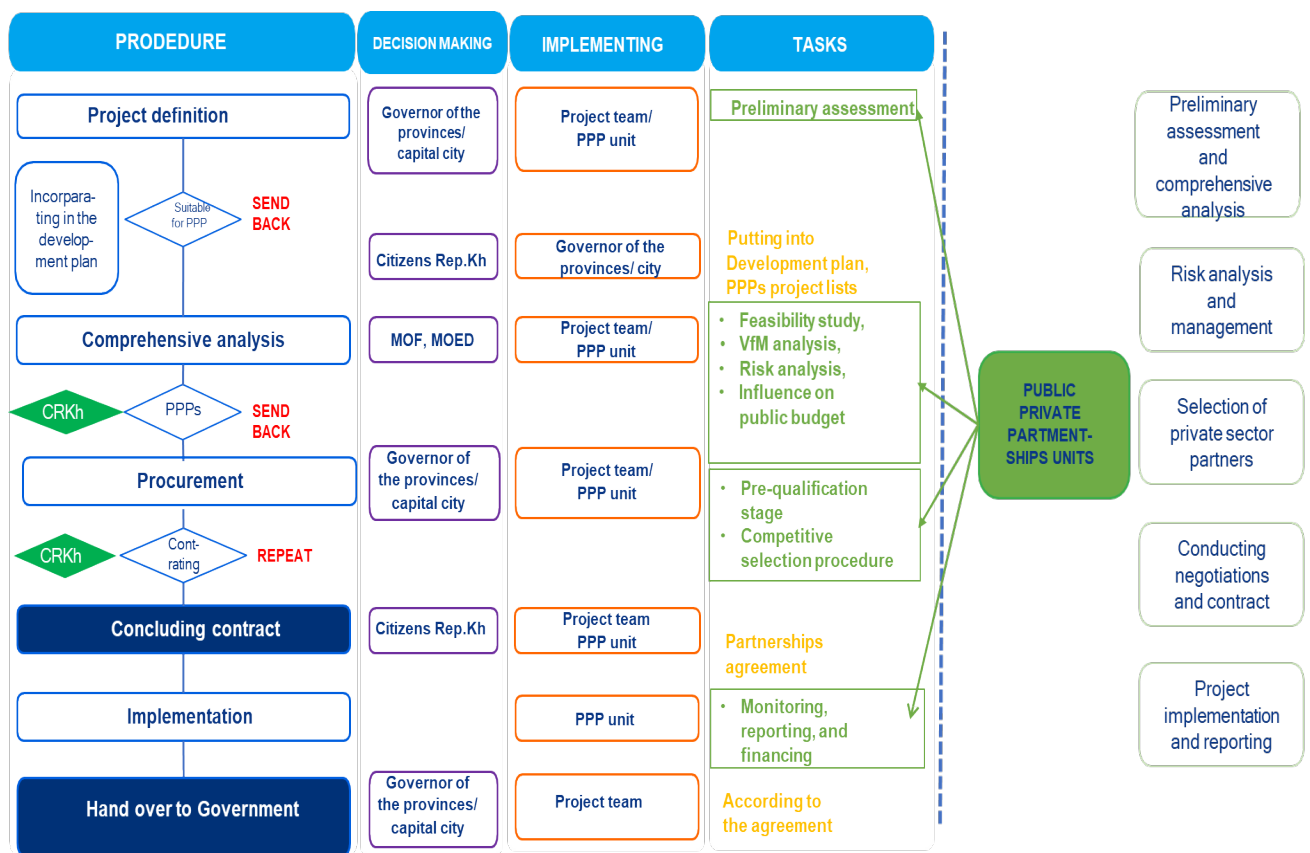 PRODEDURE
DECISION MAKING
IMPLEMENTING
TASKS
Project definition
Governor of the
provinces/
capital city
Project team/
PPP unit
Preliminary assessment
Incorpara-
ting in the
develop-
ment plan
Suitable
for PPP
SEND
BACK
Citizens Rep.Kh
Governor of the
provinces/ city
Putting into
Development plan,
PPPs project lists
Comprehensive analysis
MOF, MOED
Project team/
PPP unit
• Feasibility study,
• VfM analysis,
• Risk analysis,
• Influence on
public budget
CRKh
PPPs
SEND
BACK
Procurement
Governor of
the provinces/
capital city
Project team/
PPP unit
• Pre-qualification
stage
• Competitive
selection procedure
CRKh
Cont-
rating
REPEAT
Concluding contract
Citizens Rep.Kh
Project team
PPP unit
Partnerships
agreement
Implementation
PPP unit
• Monitoring,
reporting, and
financing
Hand over to Government
Governor of
the provinces/
capital city
Project team
According to
the agreement
PUBLIC
PRIVATE
PARTMENT-
SHIPS UNITS
Preliminary
assessment
and
comprehensive
analysis
Risk analysis
and
management
Selection of
private sector
partners
Conducting
negotiations
and contract
Project
implementation
and reporting